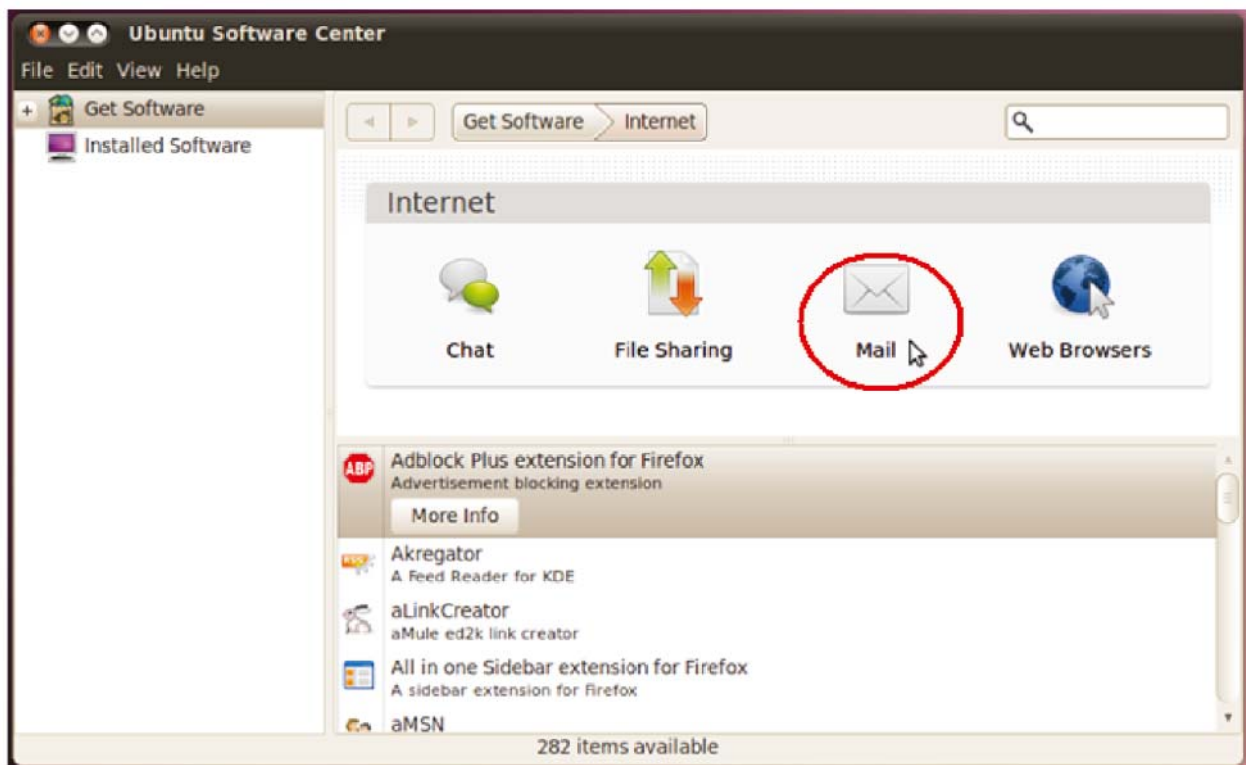 Ubuntu Software Center
File Edit View Help
Get Software
Installed Software
Get Software Internet
Internet
Chat File Sharing Mail Web Browsers
ABP Adblock Plus extension for Firefox
Advertisement blocking extension
More Info
Akregator
A Feed Reader for KDE
aLinkCreator
aMule ed2k link creator
All in one Sidebar extension for Firefox
A sidebar extension for firefox
aMSN
282 items available